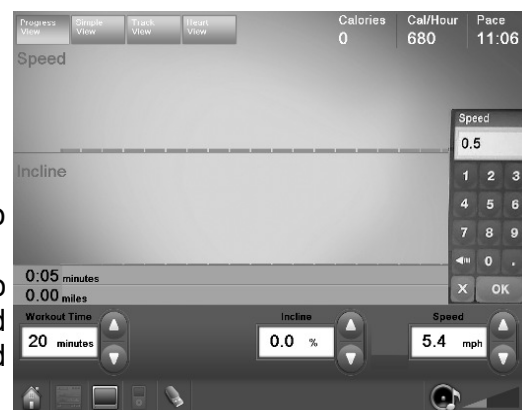 Progress View
Simple View
Track View
Heart View
Calories 0
Cal/Hour 680
Pace 11:06
Speed
Speed
0.5
Incline
1 2 3
4 5 6
7 8 9
0 .
X OK
0:05 minutes
0.00 miles
Workout Time
20 minutes
Incline
0.0 %
Speed
5.4 mph